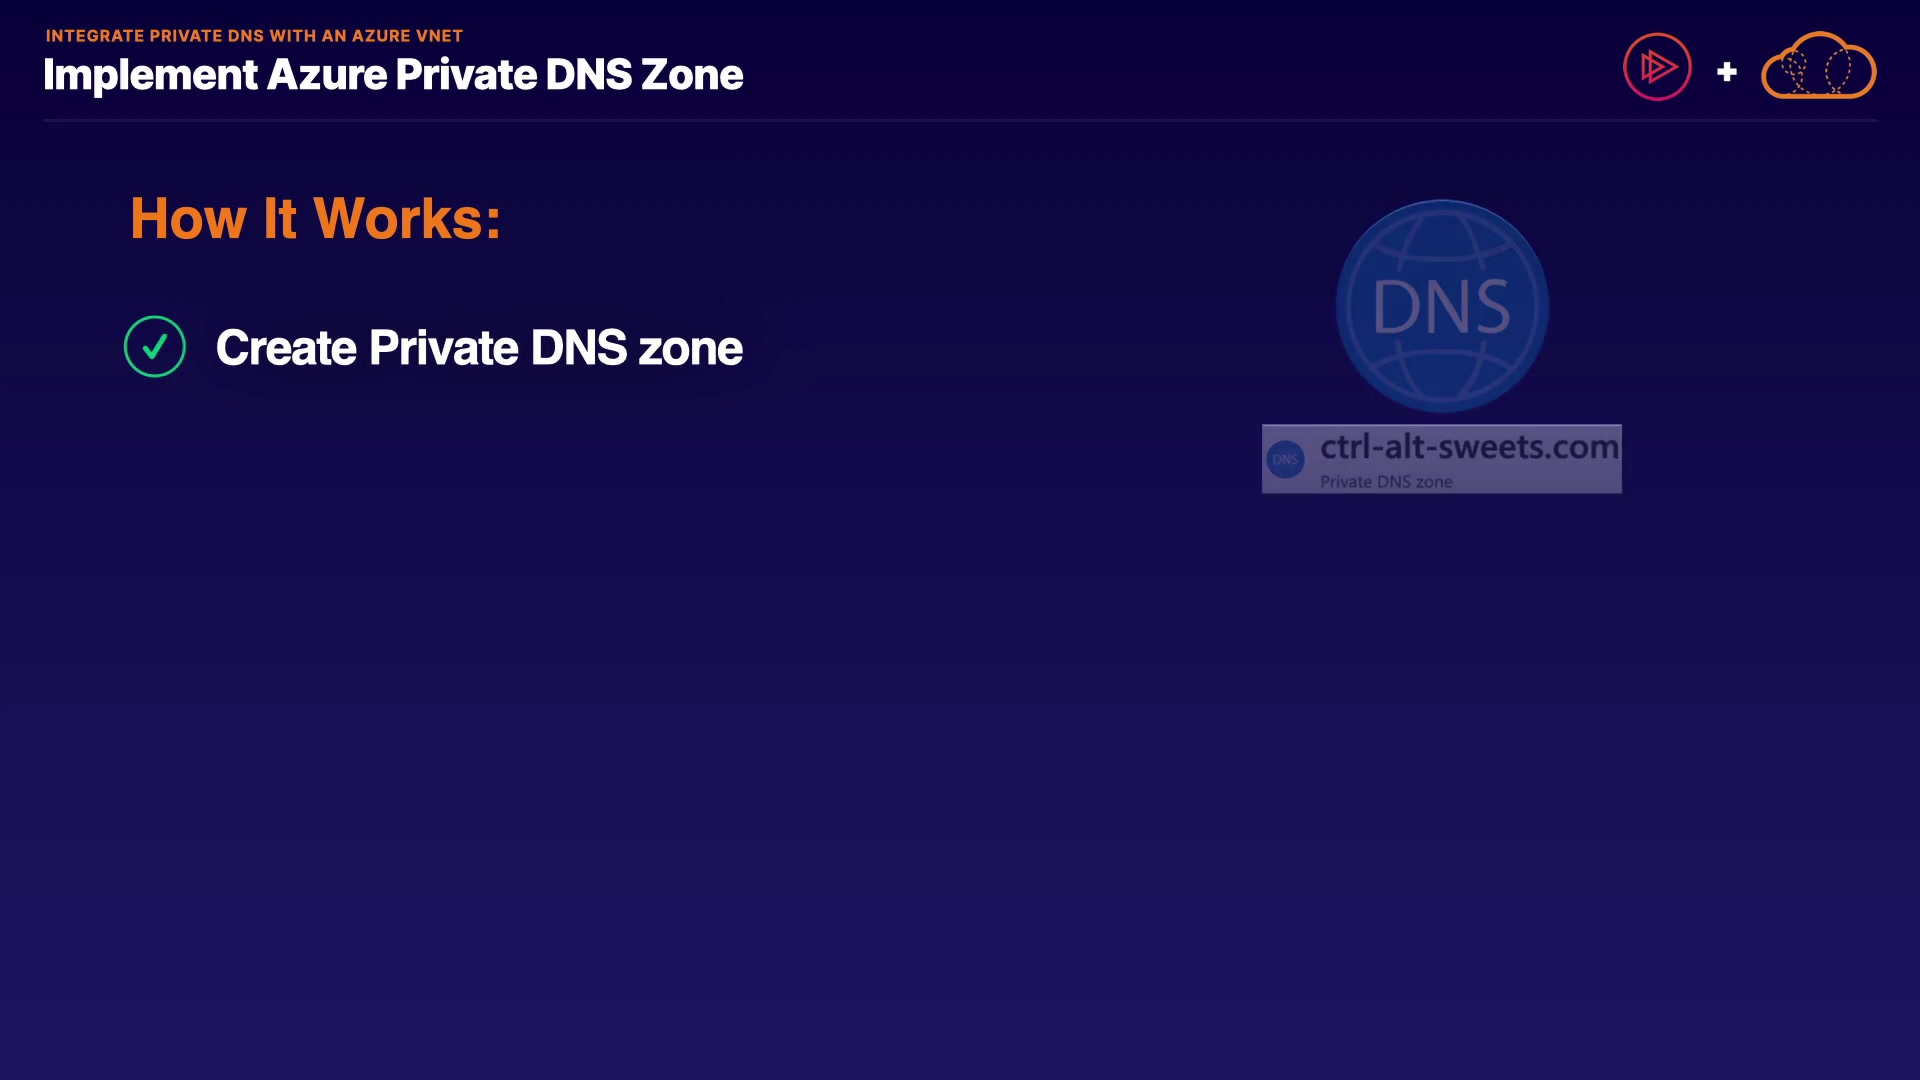 INTEGRATE PRIVATE DNS WITH AN AZURE VNET
Implement Azure Private DNS Zone
+
How It Works:
Create Private DNS zone
DNS
DNS
ctrl-alt-sweets.com
Private DNS zone